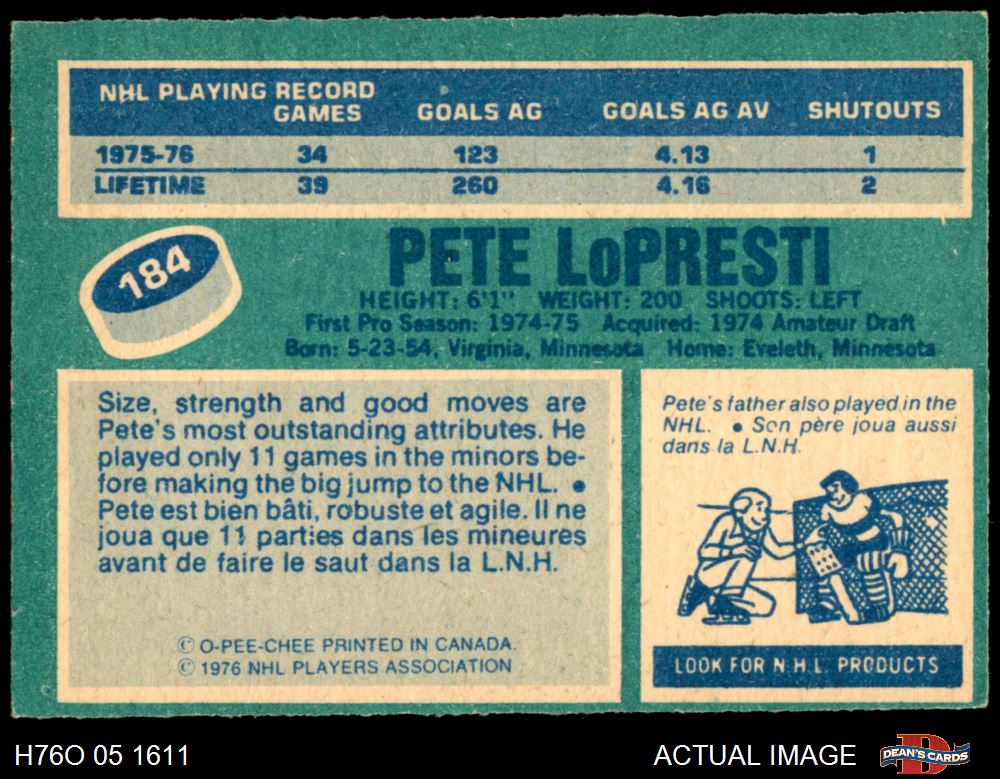 NHL PLAYING RECORD
GAMES GOALS AG GOALS AG AV SHUTOUTS
1975-76 34 123 4.13 1
LIFETIME 39 260 4.16 2
184
PETE LoPRESTI
HEIGHT: 6'1" WEIGHT: 200 SHOOTS: LEFT
First Pro Season: 1974-75 Acquired: 1974 Amateur Draft
Born: 5-23-54, Virginia, Minnesota Home: Eveleth, Minnesota
Size, strength and good moves are
Pete's most outstanding attributes. He
played only 11 games in the minors be-
fore making the big jump to the NHL. •
Pete est bien bâti, robuste et agile. Il ne
joua que 11 parties dans les mineures
avant de faire le saut dans la L.N.H.
© O-PEE-CHEE PRINTED IN CANADA.
© 1976 NHL PLAYERS ASSOCIATION
Pete's father also played in the
NHL. • Son père joua aussi
dans la L.N.H.
LOOK FOR N.H.L. PRODUCTS
H76O 05 1611
ACTUAL IMAGE
DEAN'S CARDS